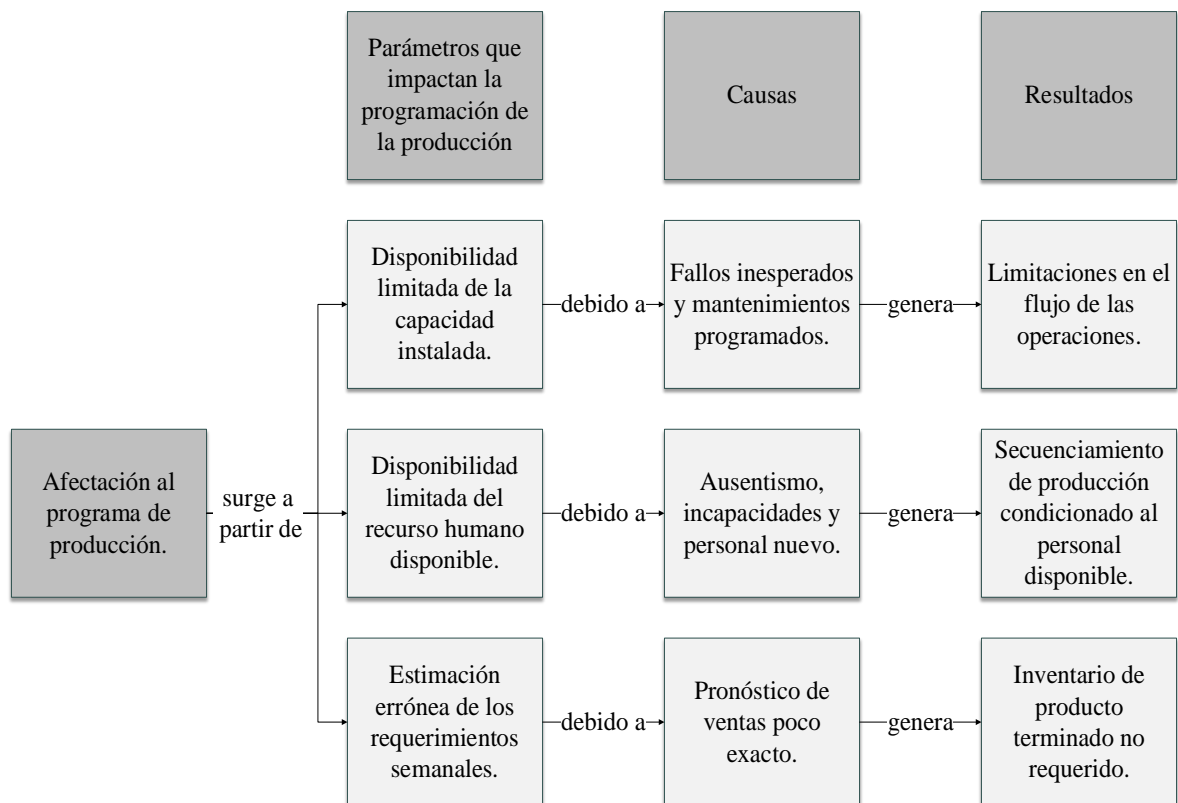 Parámetros que
impactan la
programación de
la producción
Causas
Resultados
Disponibilidad
limitada de la
capacidad
instalada.
debido a
Fallos inesperados
y mantenimientos
programados.
genera
Limitaciones en el
flujo de las
operaciones.
Afectación al
programa de
producción.
surge a
partir de
Disponibilidad
limitada del
recurso humano
disponible.
debido a
Ausentismo,
incapacidades y
personal nuevo.
genera
Secuenciamiento
de producción
condicionado al
personal
disponible.
Estimación
errónea de los
requerimientos
semanales.
debido a
Pronóstico de
ventas poco
exacto.
genera
Inventario de
producto
terminado no
requerido.